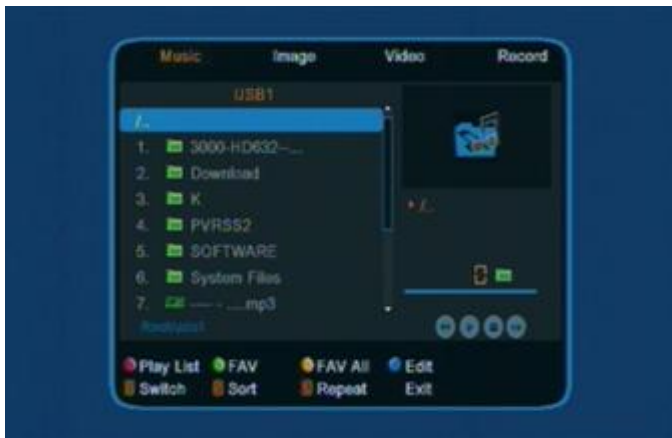 Music Image Video Record
USB1
/..
1. 3000-HD632--...
2. Download
3. K
4. PVRSS2
5. SOFTWARE
6. System Files
7. ---- - ....mp3
/..
Play List FAV FAV All Edit
Switch Sort Repeat Exit